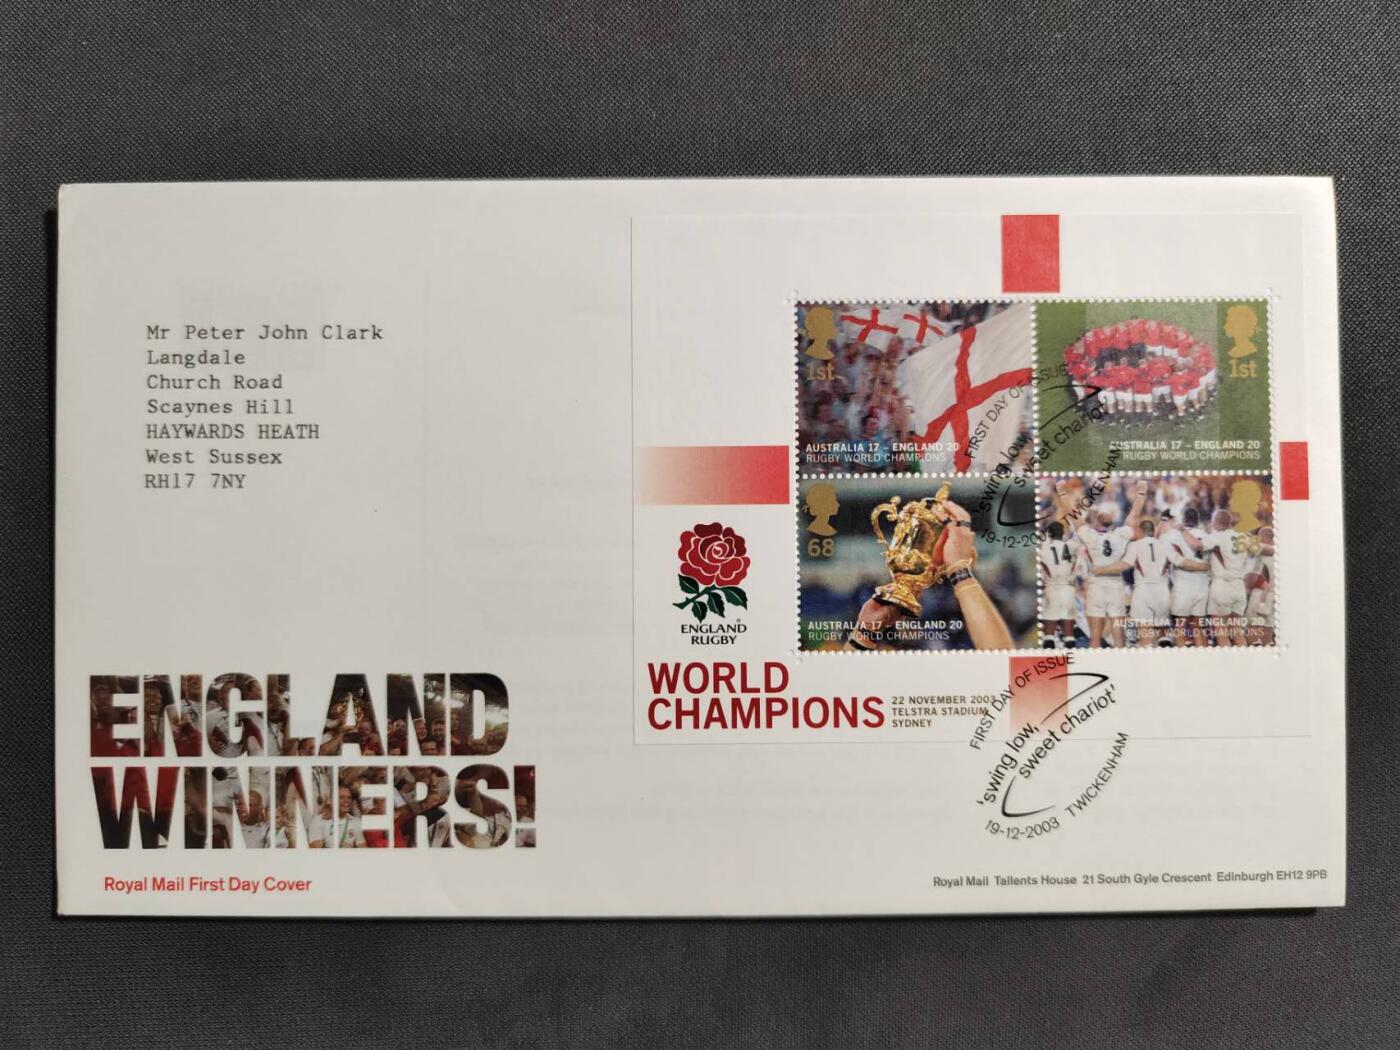 Mr Peter John Clark
Langdale
Church Road
Scaynes Hill
HAYWARDS HEATH
West Sussex
RH17 7NY
ENGLAND
WINNERS!
Royal Mail First Day Cover
1st
AUSTRALIA 17 – ENGLAND 20
RUGBY WORLD CHAMPIONS
1st
AUSTRALIA 17 – ENGLAND 20
RUGBY WORLD CHAMPIONS
68
AUSTRALIA 17 – ENGLAND 20
RUGBY WORLD CHAMPIONS
68
14
8
1
AUSTRALIA 17 – ENGLAND 20
RUGBY WORLD CHAMPIONS
FIRST DAY OF ISSUE
'swing low,
sweet chariot'
19-12-2003 TWICKENHAM
ENGLAND
RUGBY
WORLD
CHAMPIONS
22 NOVEMBER 2003
TELSTRA STADIUM,
SYDNEY
FIRST DAY OF ISSUE
'swing low,
sweet chariot'
19-12-2003 TWICKENHAM
Royal Mail Tallents House 21 South Gyle Crescent Edinburgh EH12 9PB